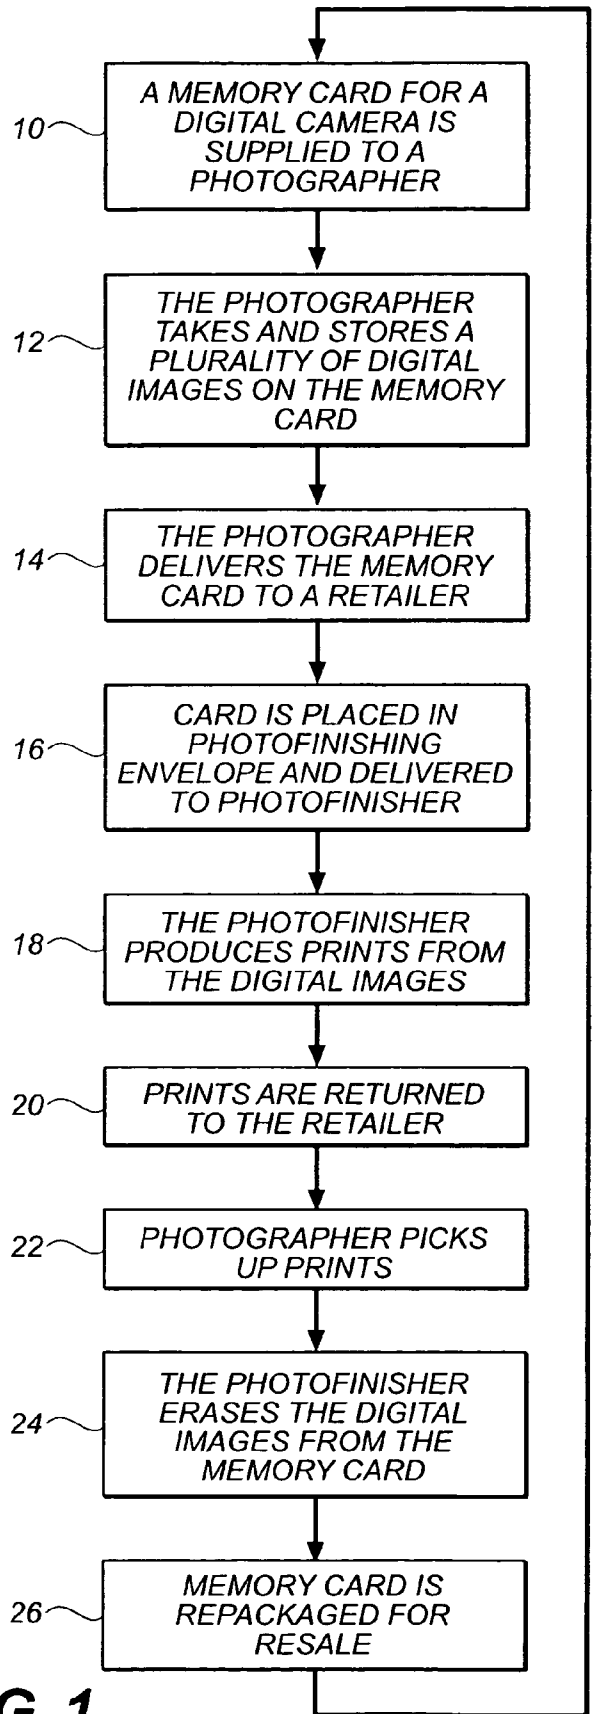 10
A MEMORY CARD FOR A
DIGITAL CAMERA IS
SUPPLIED TO A
PHOTOGRAPHER
12
THE PHOTOGRAPHER
TAKES AND STORES A
PLURALITY OF DIGITAL
IMAGES ON THE MEMORY
CARD
14
THE PHOTOGRAPHER
DELIVERS THE MEMORY
CARD TO A RETAILER
16
CARD IS PLACED IN
PHOTOFINISHING
ENVELOPE AND DELIVERED
TO PHOTOFINISHER
18
THE PHOTOFINISHER
PRODUCES PRINTS FROM
THE DIGITAL IMAGES
20
PRINTS ARE RETURNED
TO THE RETAILER
22
PHOTOGRAPHER PICKS
UP PRINTS
24
THE PHOTOFINISHER
ERASES THE DIGITAL
IMAGES FROM THE
MEMORY CARD
26
MEMORY CARD IS
REPACKAGED FOR
RESALE
G. 1